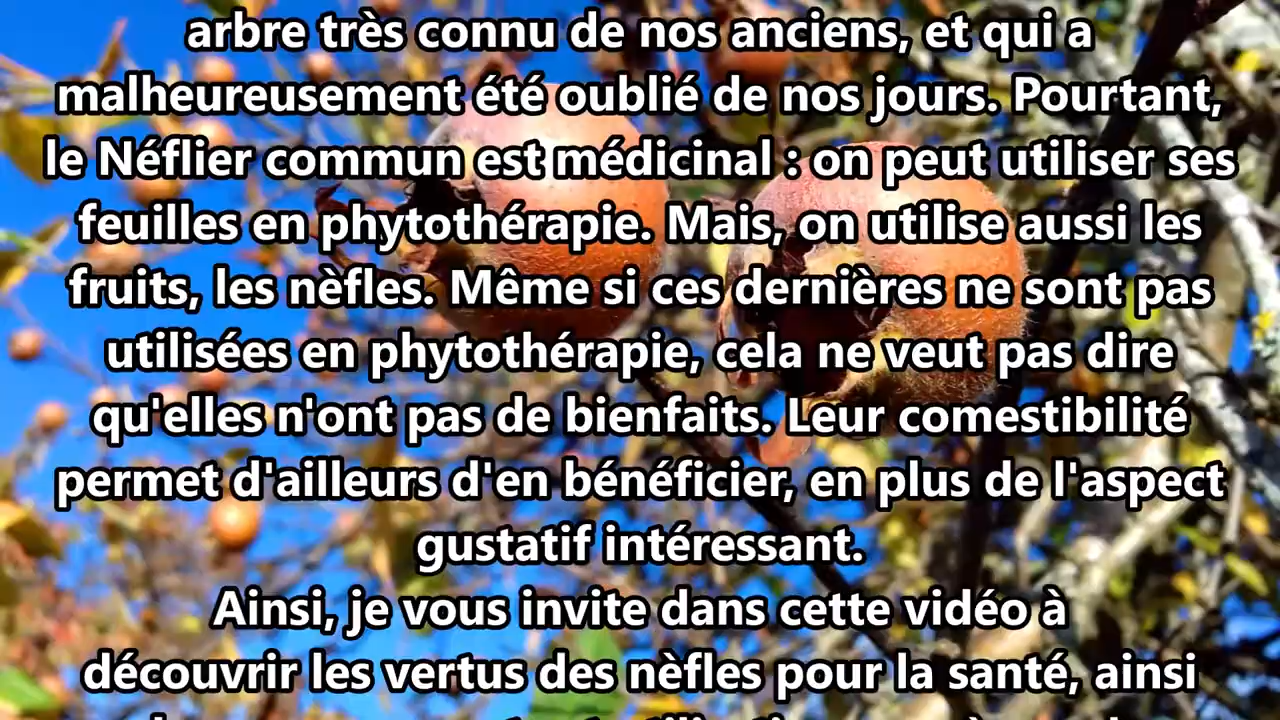 arbre très connu de nos anciens, et qui a
malheureusement été oublié de nos jours. Pourtant,
le Néflier commun est médicinal : on peut utiliser ses
feuilles en phytothérapie. Mais, on utilise aussi les
fruits, les nèfles. Même si ces dernières ne sont pas
utilisées en phytothérapie, cela ne veut pas dire
qu'elles n'ont pas de bienfaits. Leur comestibilité
permet d'ailleurs d'en bénéficier, en plus de l'aspect
gustatif intéressant.
Ainsi, je vous invite dans cette vidéo à
découvrir les vertus des nèfles pour la santé, ainsi